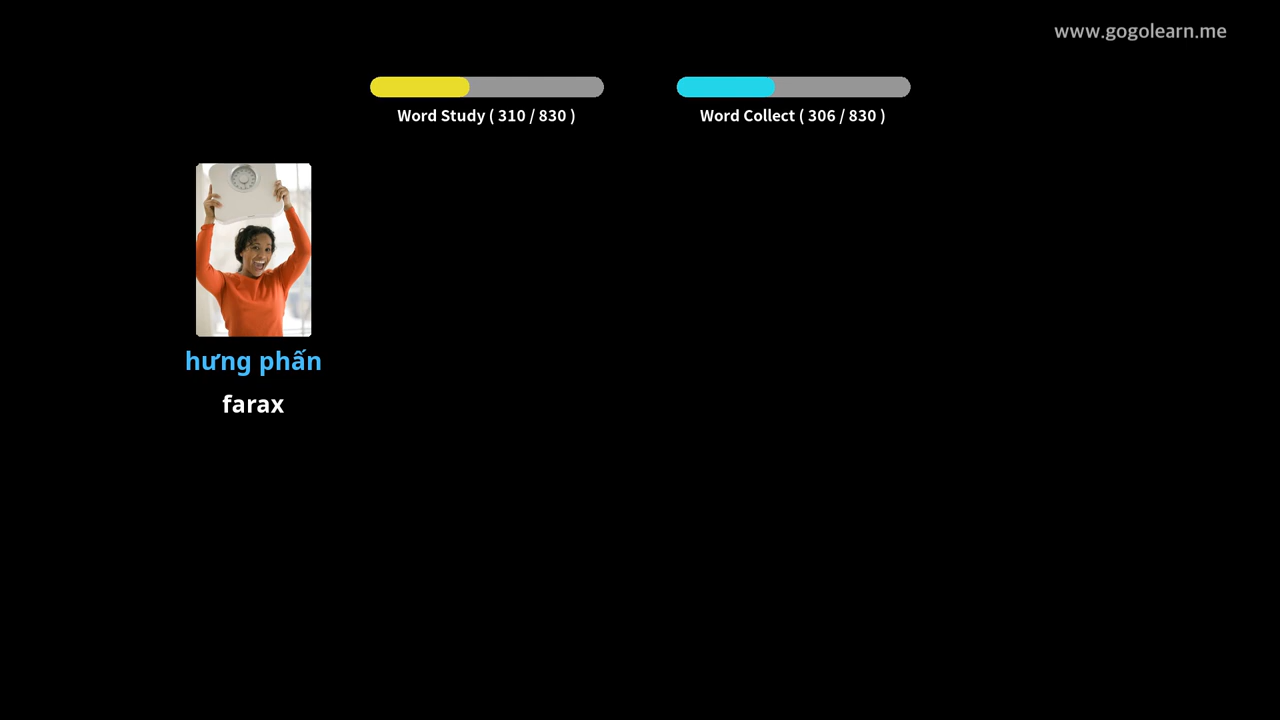 www.gogolearn.me
Word Study ( 310 / 830 )
Word Collect ( 306 / 830 )
hưng phấn
farax